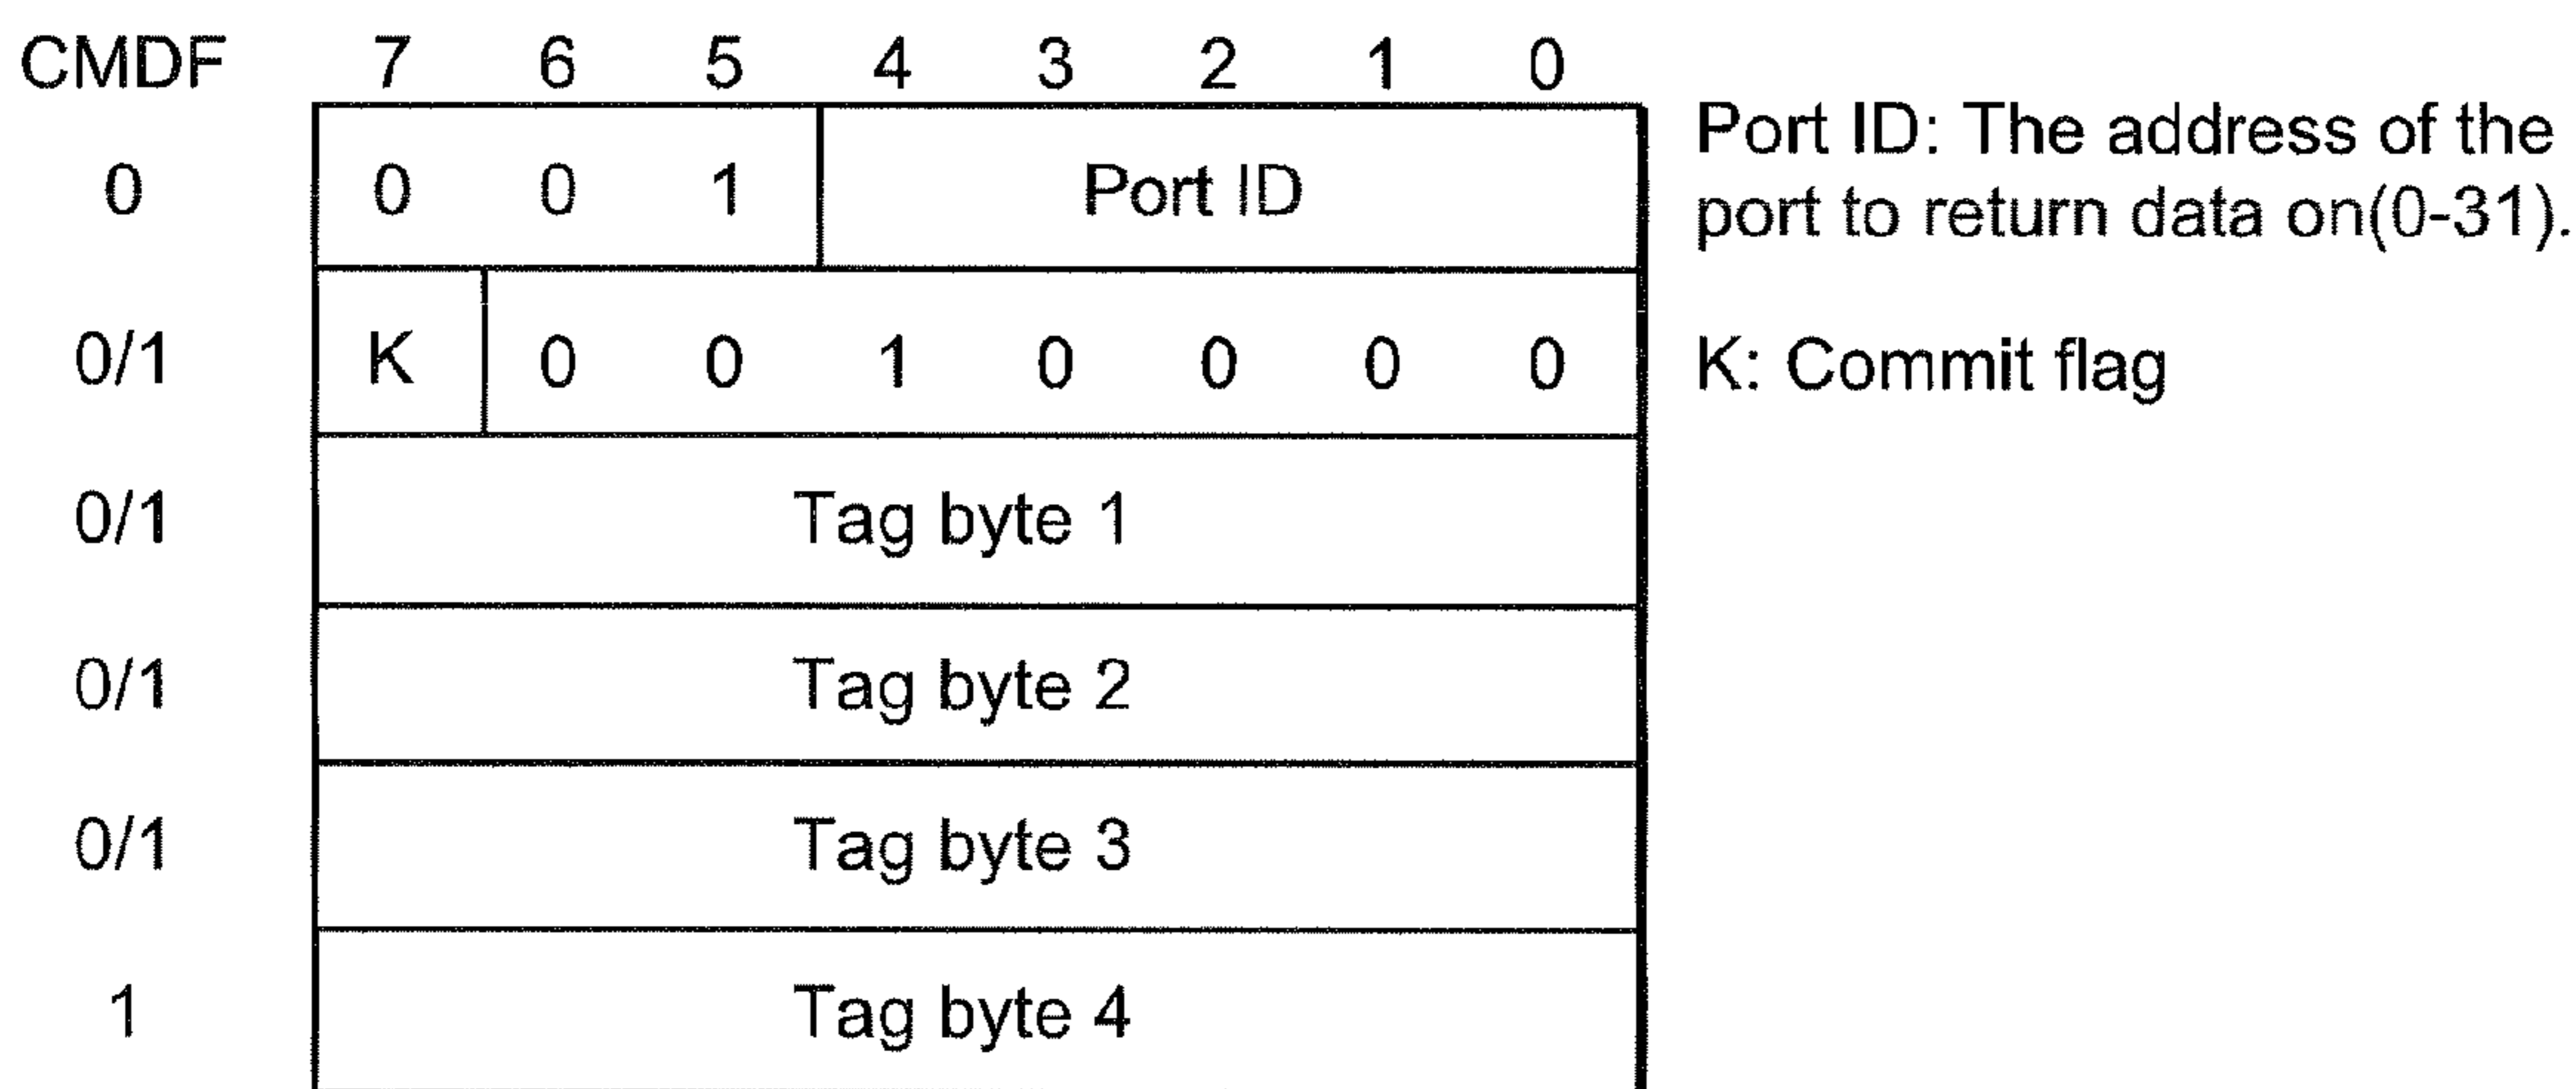 CMDF 7 6 5 4 3 2 1 0
0 0 0 1 Port ID
Port ID: The address of the
port to return data on(0-31).
0/1 K 0 0 1 0 0 0 0 K: Commit flag
0/1 Tag byte 1
0/1 Tag byte 2
0/1 Tag byte 3
1 Tag byte 4